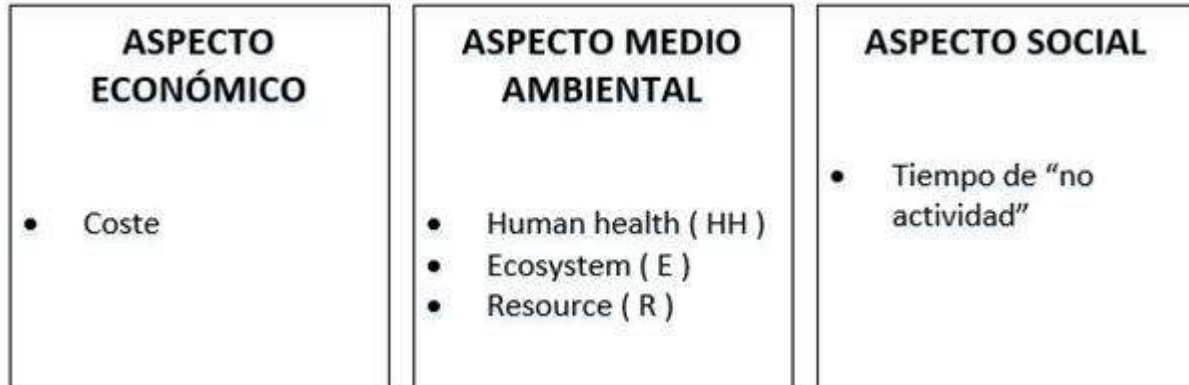 ASPECTO
ECONÓMICO
• Coste
ASPECTO MEDIO
AMBIENTAL
• Human health ( HH )
• Ecosystem ( E )
• Resource ( R )
ASPECTO SOCIAL
• Tiempo de “no
actividad”